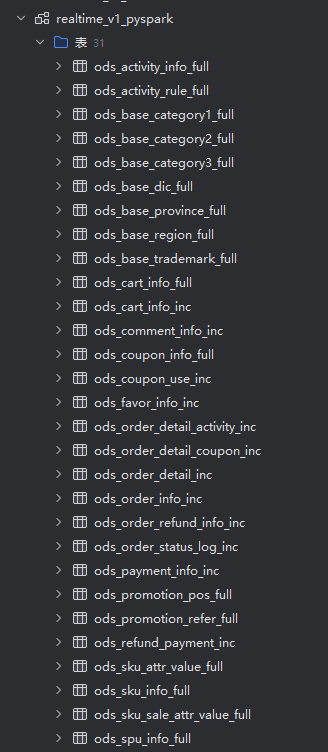 realtime_v1_pyspark
表 31
ods_activity_info_full
ods_activity_rule_full
ods_base_category1_full
ods_base_category2_full
ods_base_category3_full
ods_base_dic_full
ods_base_province_full
ods_base_region_full
ods_base_trademark_full
ods_cart_info_full
ods_cart_info_inc
ods_comment_info_inc
ods_coupon_info_full
ods_coupon_use_inc
ods_favor_info_inc
ods_order_detail_activity_inc
ods_order_detail_coupon_inc
ods_order_detail_inc
ods_order_info_inc
ods_order_refund_info_inc
ods_order_status_log_inc
ods_payment_info_inc
ods_promotion_pos_full
ods_promotion_refer_full
ods_refund_payment_inc
ods_sku_attr_value_full
ods_sku_info_full
ods_sku_sale_attr_value_full
ods_spu_info_full